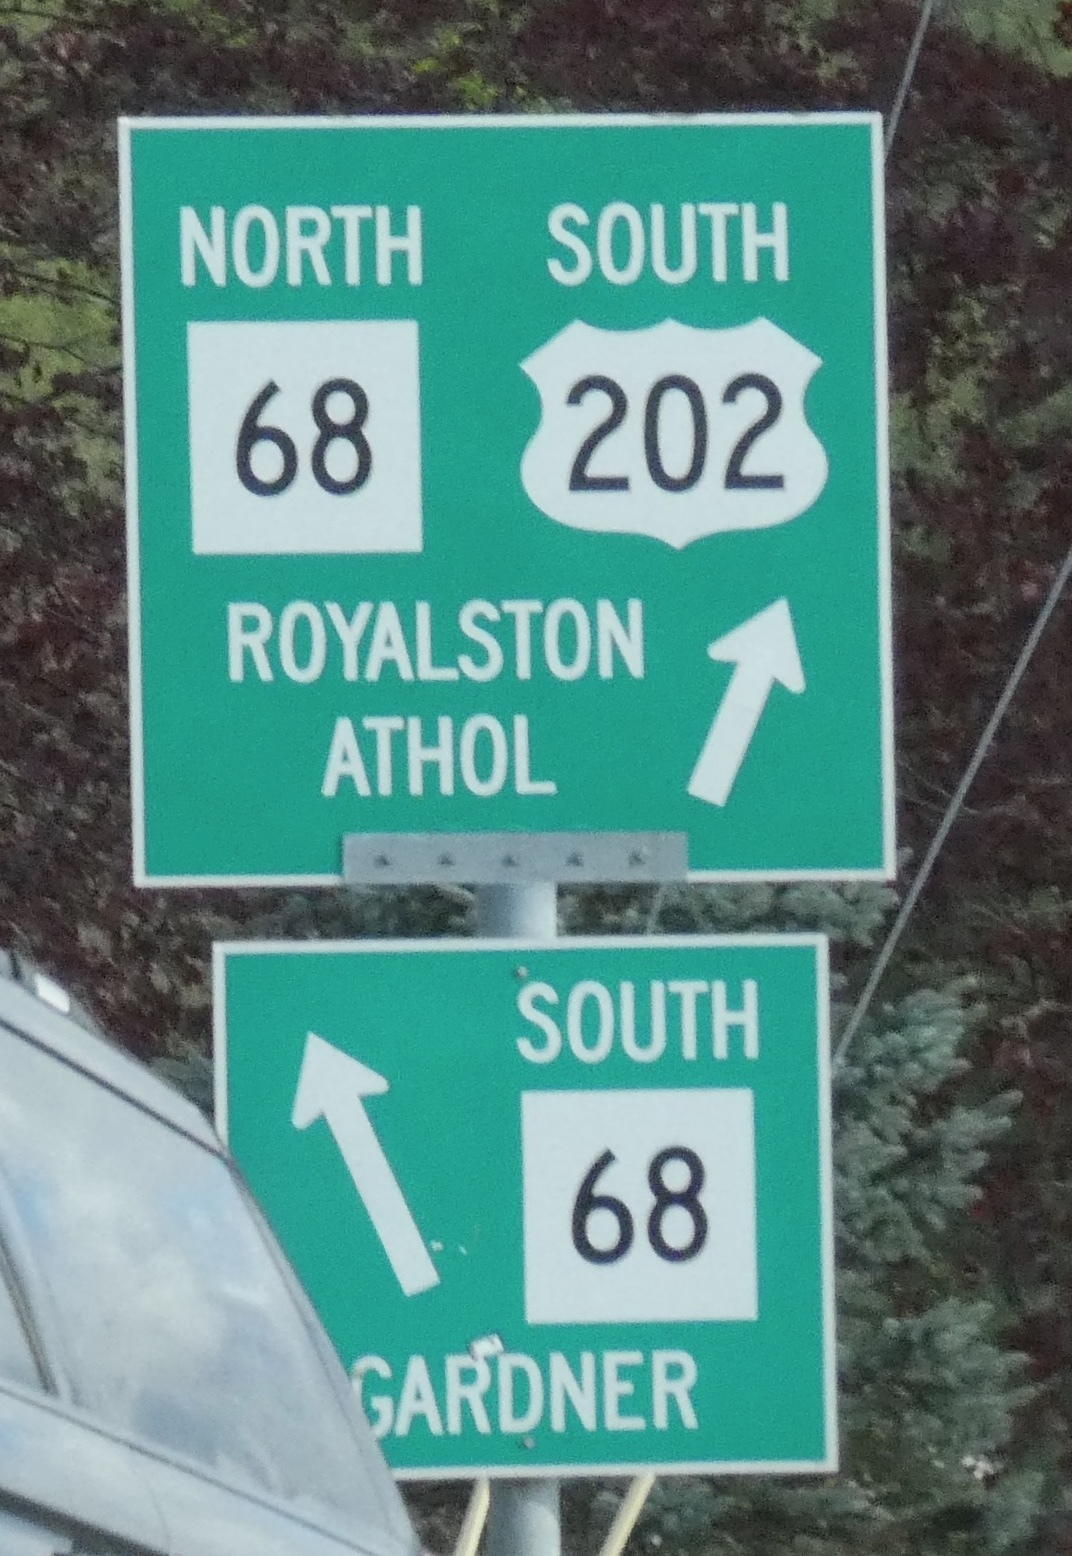 NORTH SOUTH
68 202
ROYALSTON
ATHOL
SOUTH
68
GARDNER